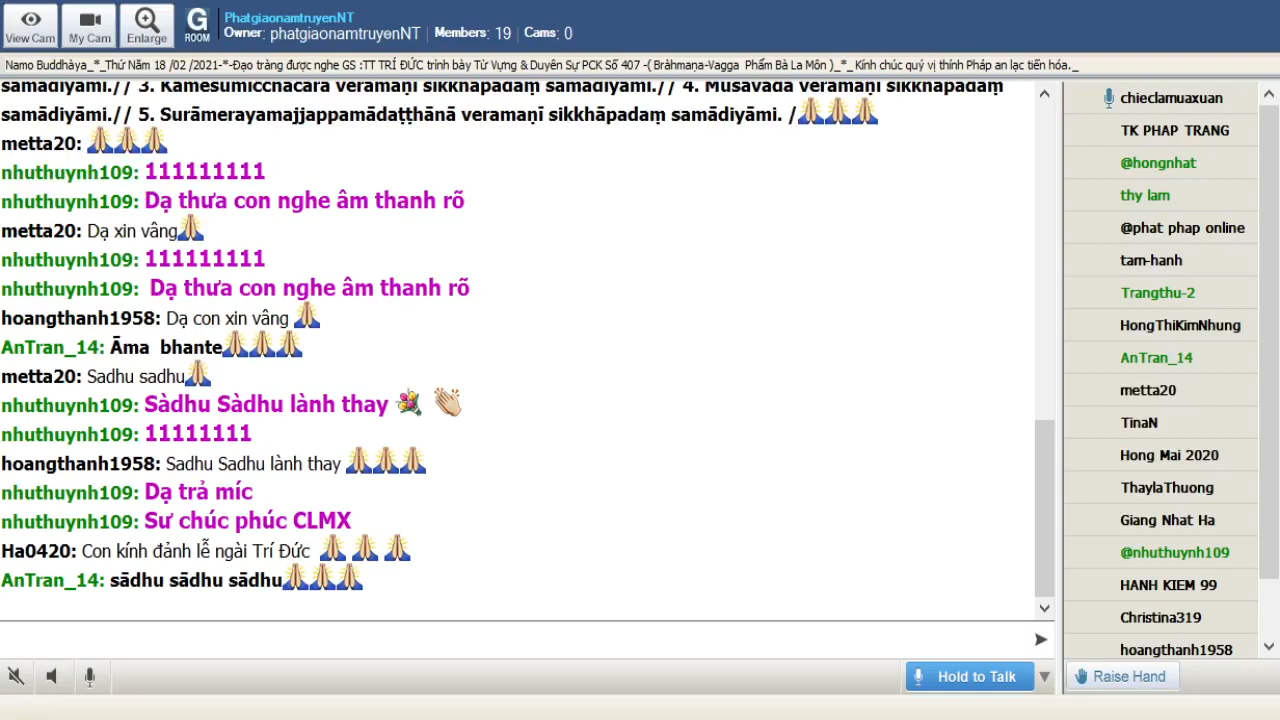 View Cam
My Cam
Enlarge
G
ROOM
PhatgiaonamtruyenNT
Owner: phatgiaonamtruyenNT | Members: 19 | Cams: 0
Namo Buddhàya_*_Thứ Năm 18 /02 /2021-*-Đạo tràng được nghe GS :TT TRÍ ĐỨC trình bày Từ Vựng & Duyên Sự PCK Số 407 -( Bràhmaṇa-Vagga Phẩm Bà La Môn )_*_ Kính chúc quý vị thính Pháp an lạc tiến hóa._
samādiyāmi.// 3. Kāmesumicchācārā veramaṇī sikkhāpadaṃ samādiyāmi.// 4. Musāvādā veramaṇī sikkhāpadaṃ
samādiyāmi.// 5. Surāmerayamajjappamādaṭṭhānā veramaṇī sikkhāpadaṃ samādiyāmi. /
metta20:
nhuthuynh109: 111111111
nhuthuynh109: Dạ thưa con nghe âm thanh rõ
metta20: Dạ xin vâng
nhuthuynh109: 111111111
nhuthuynh109: Dạ thưa con nghe âm thanh rõ
hoangthanh1958: Dạ con xin vâng
AnTran_14: Āma bhante
metta20: Sadhu sadhu
nhuthuynh109: Sàdhu Sàdhu lành thay
nhuthuynh109: 11111111
hoangthanh1958: Sadhu Sadhu lành thay
nhuthuynh109: Dạ trả míc
nhuthuynh109: Sư chúc phúc CLMX
Ha0420: Con kính đảnh lễ ngài Trí Đức
AnTran_14: sādhu sādhu sādhu
Hold to Talk
chieclamuaxuan
TK PHAP TRANG
@hongnhat
thy lam
@phat phap online
tam-hanh
Trangthu-2
HongThiKimNhung
AnTran_14
metta20
TinaN
Hong Mai 2020
ThaylaThuong
Giang Nhat Ha
@nhuthuynh109
HANH KIEM 99
Christina319
hoangthanh1958
Raise Hand